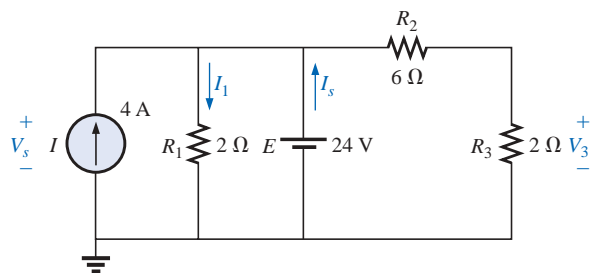 R2
6 Ω
4 A
I1
Is
+
Vs
−
I
R1
2 Ω
E
24 V
R3
2 Ω
+
V3
−